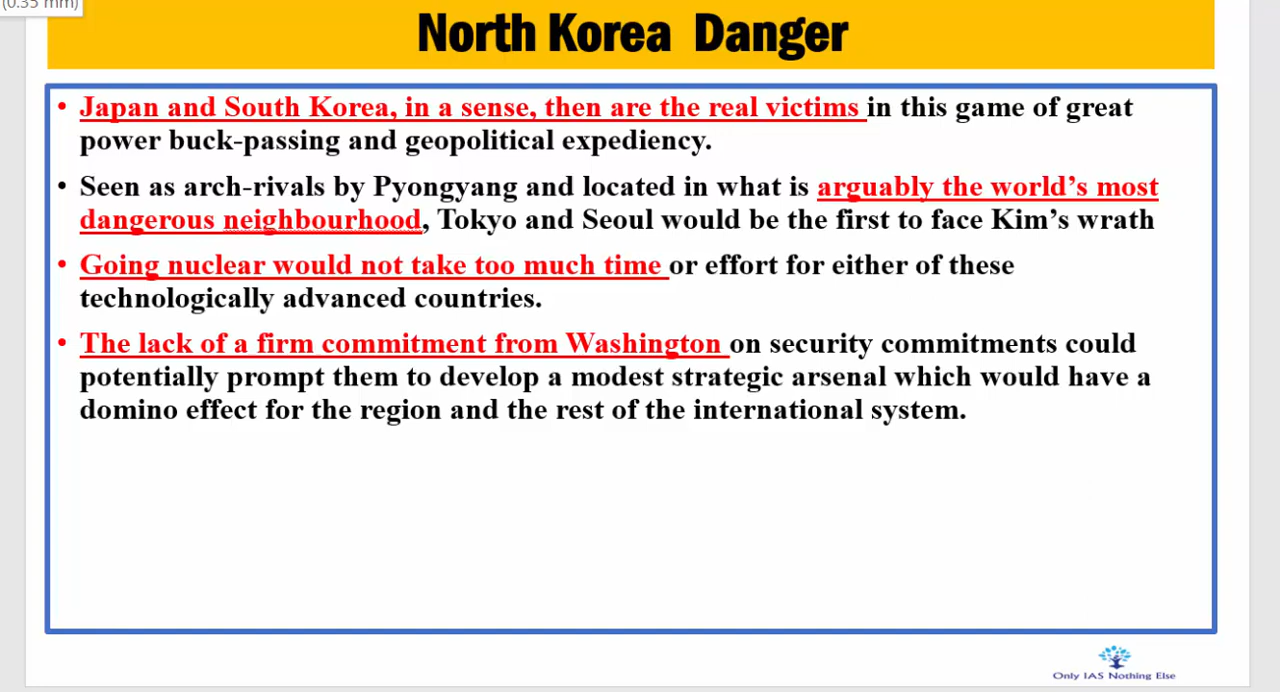 (0.35 mm)
North Korea Danger
• Japan and South Korea, in a sense, then are the real victims in this game of great
power buck-passing and geopolitical expediency.
• Seen as arch-rivals by Pyongyang and located in what is arguably the world’s most
dangerous neighbourhood, Tokyo and Seoul would be the first to face Kim’s wrath
• Going nuclear would not take too much time or effort for either of these
technologically advanced countries.
• The lack of a firm commitment from Washington on security commitments could
potentially prompt them to develop a modest strategic arsenal which would have a
domino effect for the region and the rest of the international system.
Only IAS Nothing Else